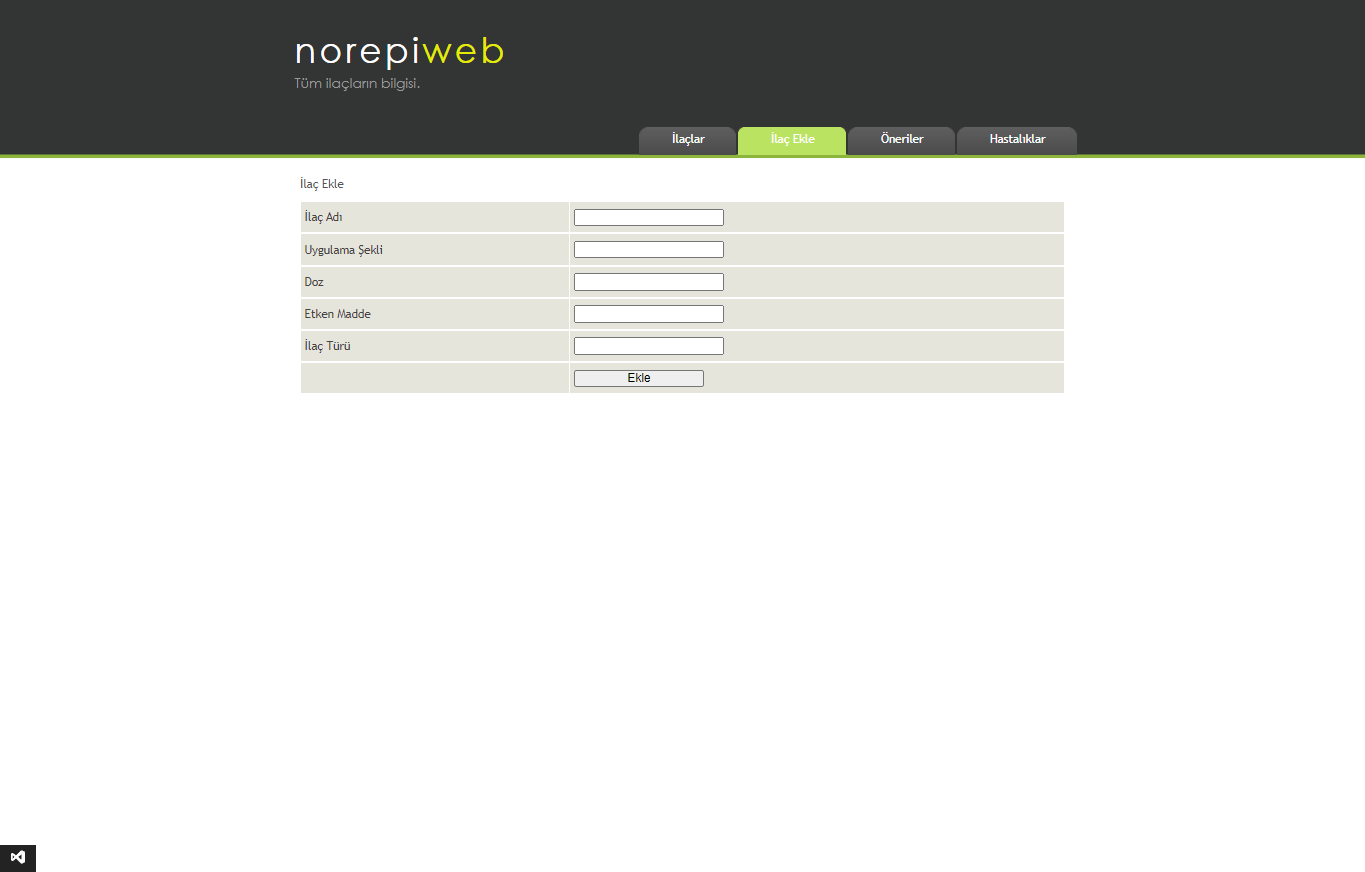 norepiweb
Tüm ilaçların bilgisi.
İlaçlar İlaç Ekle Öneriler Hastalıklar
İlaç Ekle
İlaç Adı
Uygulama Şekli
Doz
Etken Madde
İlaç Türü
Ekle